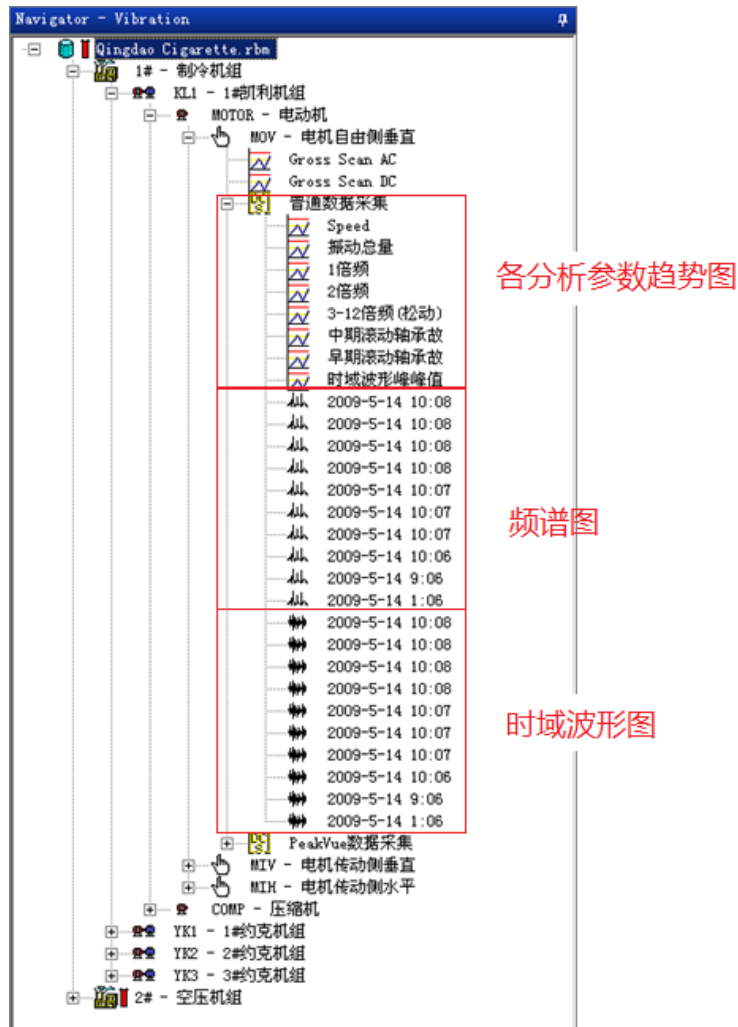 Navigator - Vibration
Qingdao Cigarette.rbm
1# - 制冷机组
KL1 - 1#凯利机组
MOTOR - 电动机
MOV - 电机自由侧垂直
Gross Scan AC
Gross Scan DC
普通数据采集
Speed
振动总量
1倍频
2倍频
3-12倍频(松动)
中期滚动轴承故
早期滚动轴承故
时域波形峰峰值
各分析参数趋势图
2009-5-14 10:08
2009-5-14 10:08
2009-5-14 10:08
2009-5-14 10:08
2009-5-14 10:07
2009-5-14 10:07
2009-5-14 10:07
2009-5-14 10:06
2009-5-14 9:06
2009-5-14 1:06
频谱图
2009-5-14 10:08
2009-5-14 10:08
2009-5-14 10:08
2009-5-14 10:08
2009-5-14 10:07
2009-5-14 10:07
2009-5-14 10:07
2009-5-14 10:06
2009-5-14 9:06
2009-5-14 1:06
时域波形图
PeakVue数据采集
MIV - 电机传动侧垂直
MIH - 电机传动侧水平
COMP - 压缩机
YK1 - 1#约克机组
YK2 - 2#约克机组
YK3 - 3#约克机组
2# - 空压机组